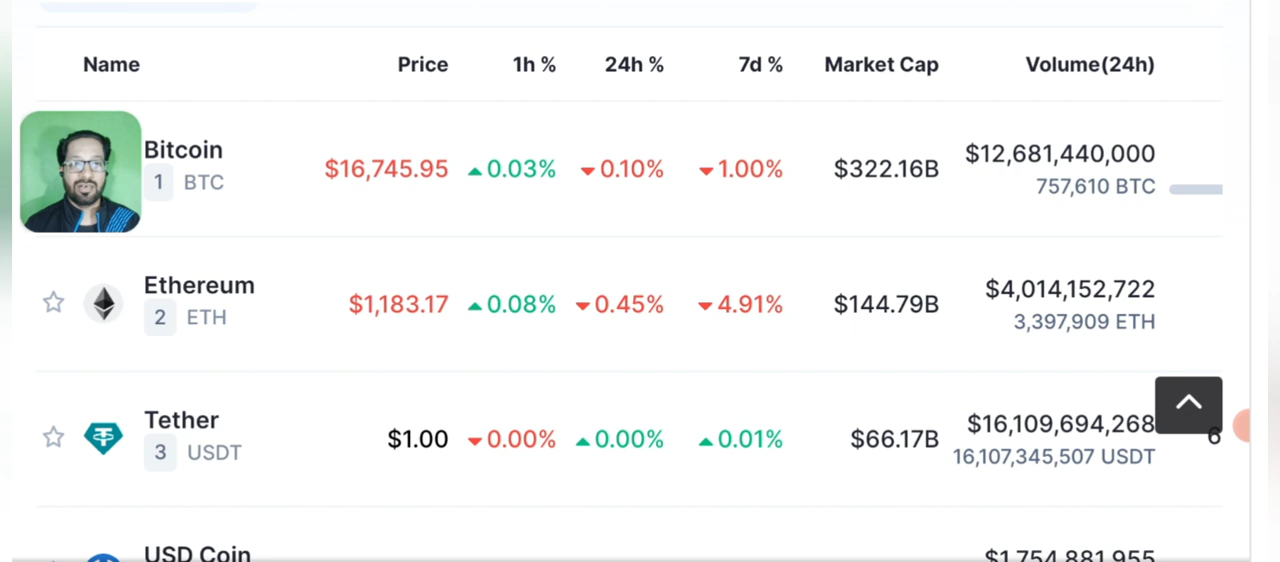 Name Price 1h % 24h % 7d % Market Cap Volume(24h)
Bitcoin
1 BTC
$16,745.95 0.03% 0.10% 1.00% $322.16B
$12,681,440,000
757,610 BTC
Ethereum
2 ETH
$1,183.17 0.08% 0.45% 4.91% $144.79B
$4,014,152,722
3,397,909 ETH
Tether
3 USDT
$1.00 0.00% 0.00% 0.01% $66.17B
$16,109,694,268
6
16,107,345,507 USDT
USD Coin
$1,754,881,955